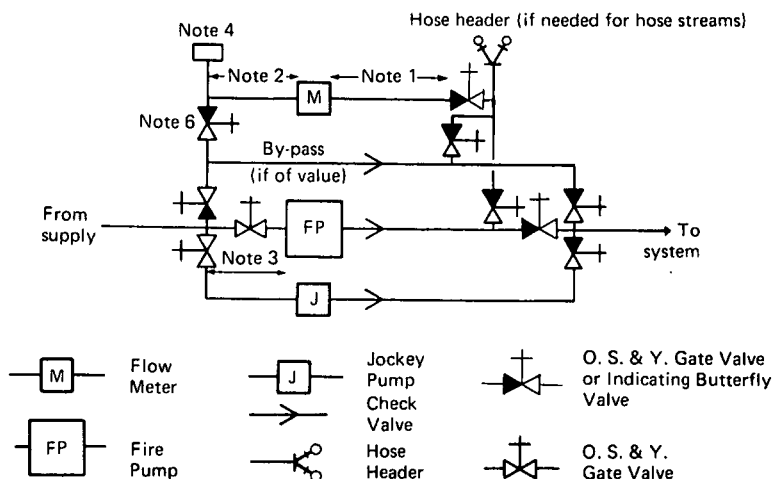 Hose header (if needed for hose streams)
Note 4
Note 2
Note 1
M
Note 6
By-pass
(if of value)
From
supply
FP
To
system
Note 3
J
M
Flow
Meter
J
Jockey
Pump
Check
Valve
O. S. & Y. Gate Valve
or Indicating Butterfly
Valve
FP
Fire
Pump
Hose
Header
O. S. & Y.
Gate Valve